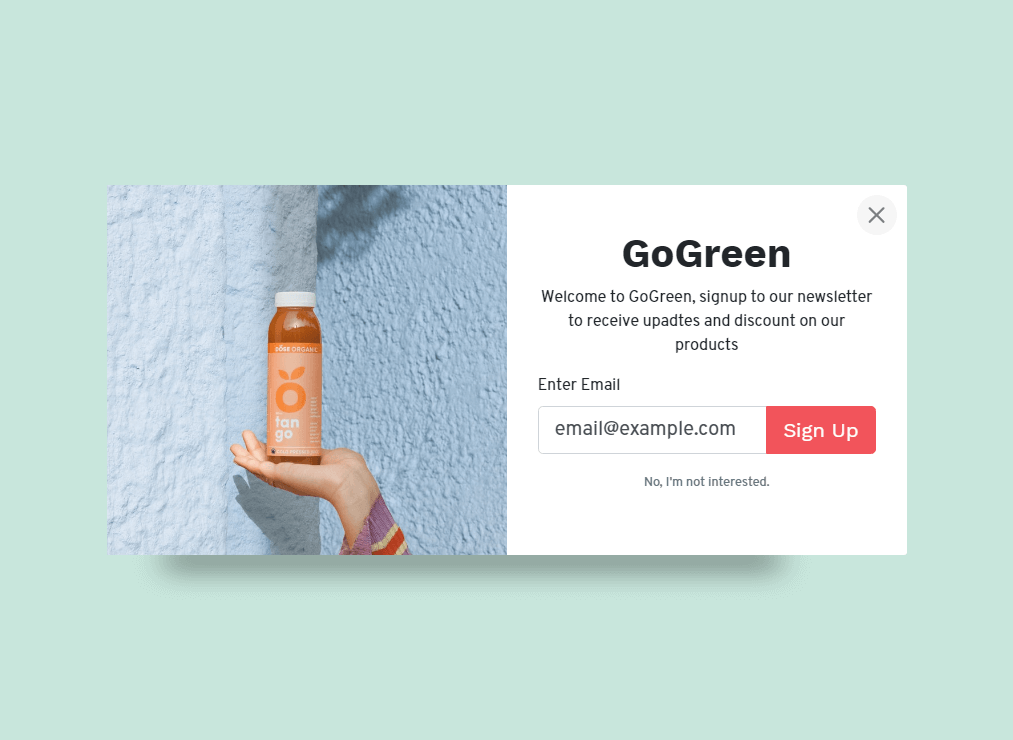 DOSE ORGANIC
tan
go
GoGreen
Welcome to GoGreen, signup to our newsletter
to receive upadtes and discount on our
products
Enter Email
email@example.com
Sign Up
No, I'm not interested.